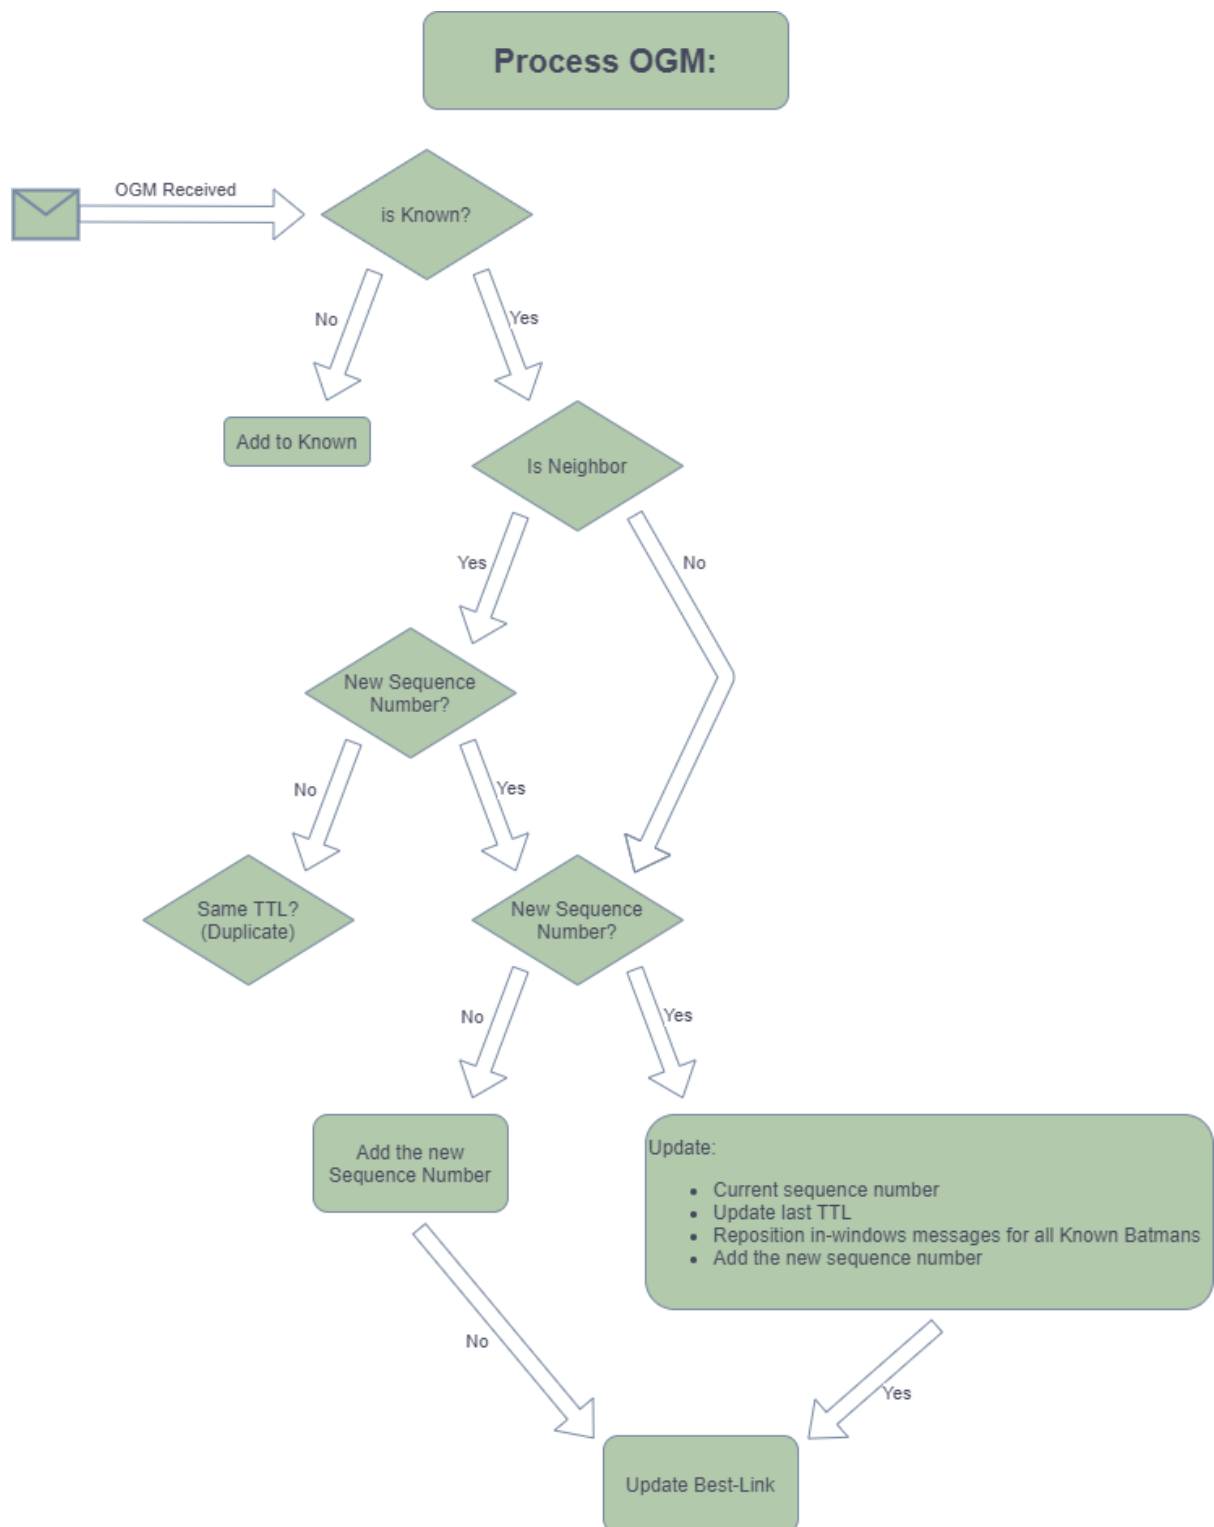 Process OGM:
OGM Received
is Known?
No
Yes
Add to Known
Is Neighbor
Yes
No
New Sequence
Number?
No
Yes
Same TTL?
(Duplicate)
New Sequence
Number?
No
Yes
Add the new
Sequence Number
Update:
• Current sequence number
• Update last TTL
• Reposition in-windows messages for all Known Batmans
• Add the new sequence number
No
Yes
Update Best-Link